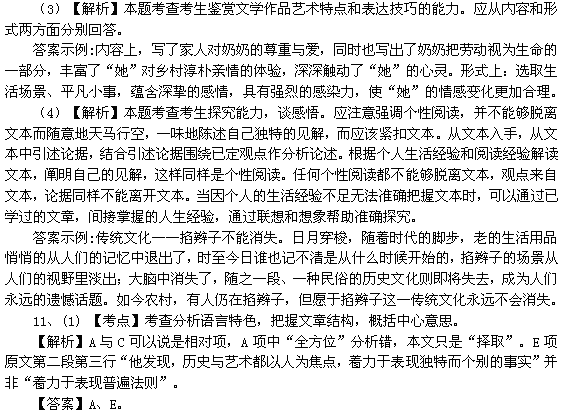 (3)【解析】本题考查考生鉴赏文学作品艺术特点和表达技巧的能力。应从内容和形
式两方面分别回答。
答案示例:内容上，写了家人对奶奶的尊重与爱，同时也写出了奶奶把劳动视为生命的
一部分，丰富了“她”对乡村淳朴亲情的体验，深深触动了“她”的心灵。形式上：选取生
活场景、平凡小事，蕴含深挚的感情，具有强烈的感染力，使“她”的情感变化更加合理。
(4)【解析】本题考查考生探究能力，谈感悟。应注意强调个性阅读，并不能够脱离
文本而随意地天马行空，一味地陈述自己独特的见解，而应该紧扣文本。从文本入手，从文
本中引述论据，结合引述论据围绕已定观点作分析论述。根据个人生活经验和阅读经验解读
文本，阐明自己的见解，这样同样是个性阅读。任何个性阅读都不能够脱离文本，观点来自
文本，论据同样不能离开文本。当因个人的生活经验不足无法准确把握文本时，可以通过已
学过的文章，间接掌握的人生经验，通过联想和想象帮助准确探究。
答案示例:传统文化一一掐辫子不能消失。日月穿梭，随着时代的脚步，老的生活用品
悄悄的从人们的记忆中退出了，时至今日谁也记不清是从什么时候开始的，掐辫子的场景从
人们的视野里淡出；大脑中消失了，随之一段、一种民俗的历史文化则即将失去，成为人们
永远的遗憾话题。如今农村，有人仍在掐辫子，但愿于掐辫子这一传统文化永远不会消失。
11、(1)【考点】考查分析语言特色，把握文章结构，概括中心意思。
【解析】A与C可以说是相对项，A项中“全方位”分析错，本文只是“择取”。E项
原文第二段第三行“他发现，历史与艺术都以人为焦点，着力于表现独特而个别的事实”并
非“着力于表现普遍法则”。
【答案】A、E。